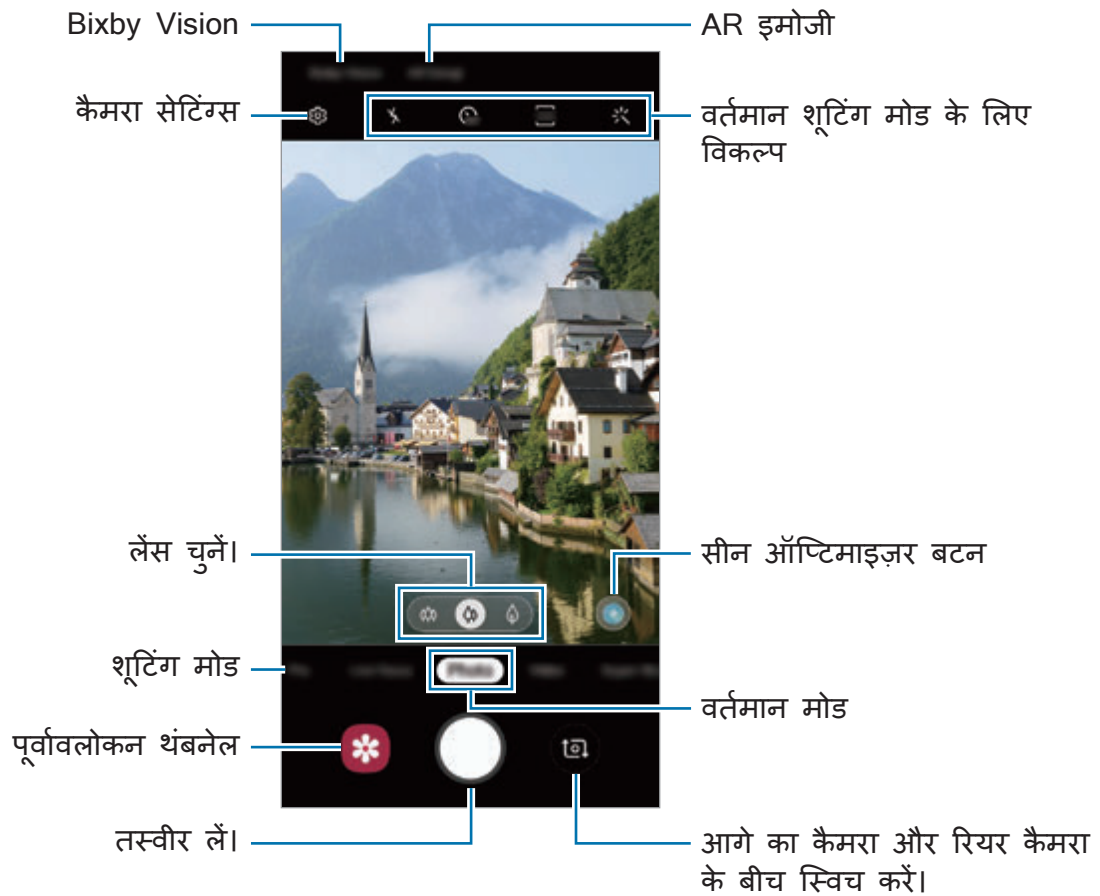 Bixby Vision
AR इमोजी
कैमरा सेटिंग्स
वर्तमान शूटिंग मोड के लिए
विकल्प
लेंस चुनें।
सीन ऑप्टिमाइज़र बटन
शूटिंग मोड
वर्तमान मोड
पूर्वावलोकन थंबनेल
तस्वीर लें।
आगे का कैमरा और रियर कैमरा
के बीच स्विच करें।